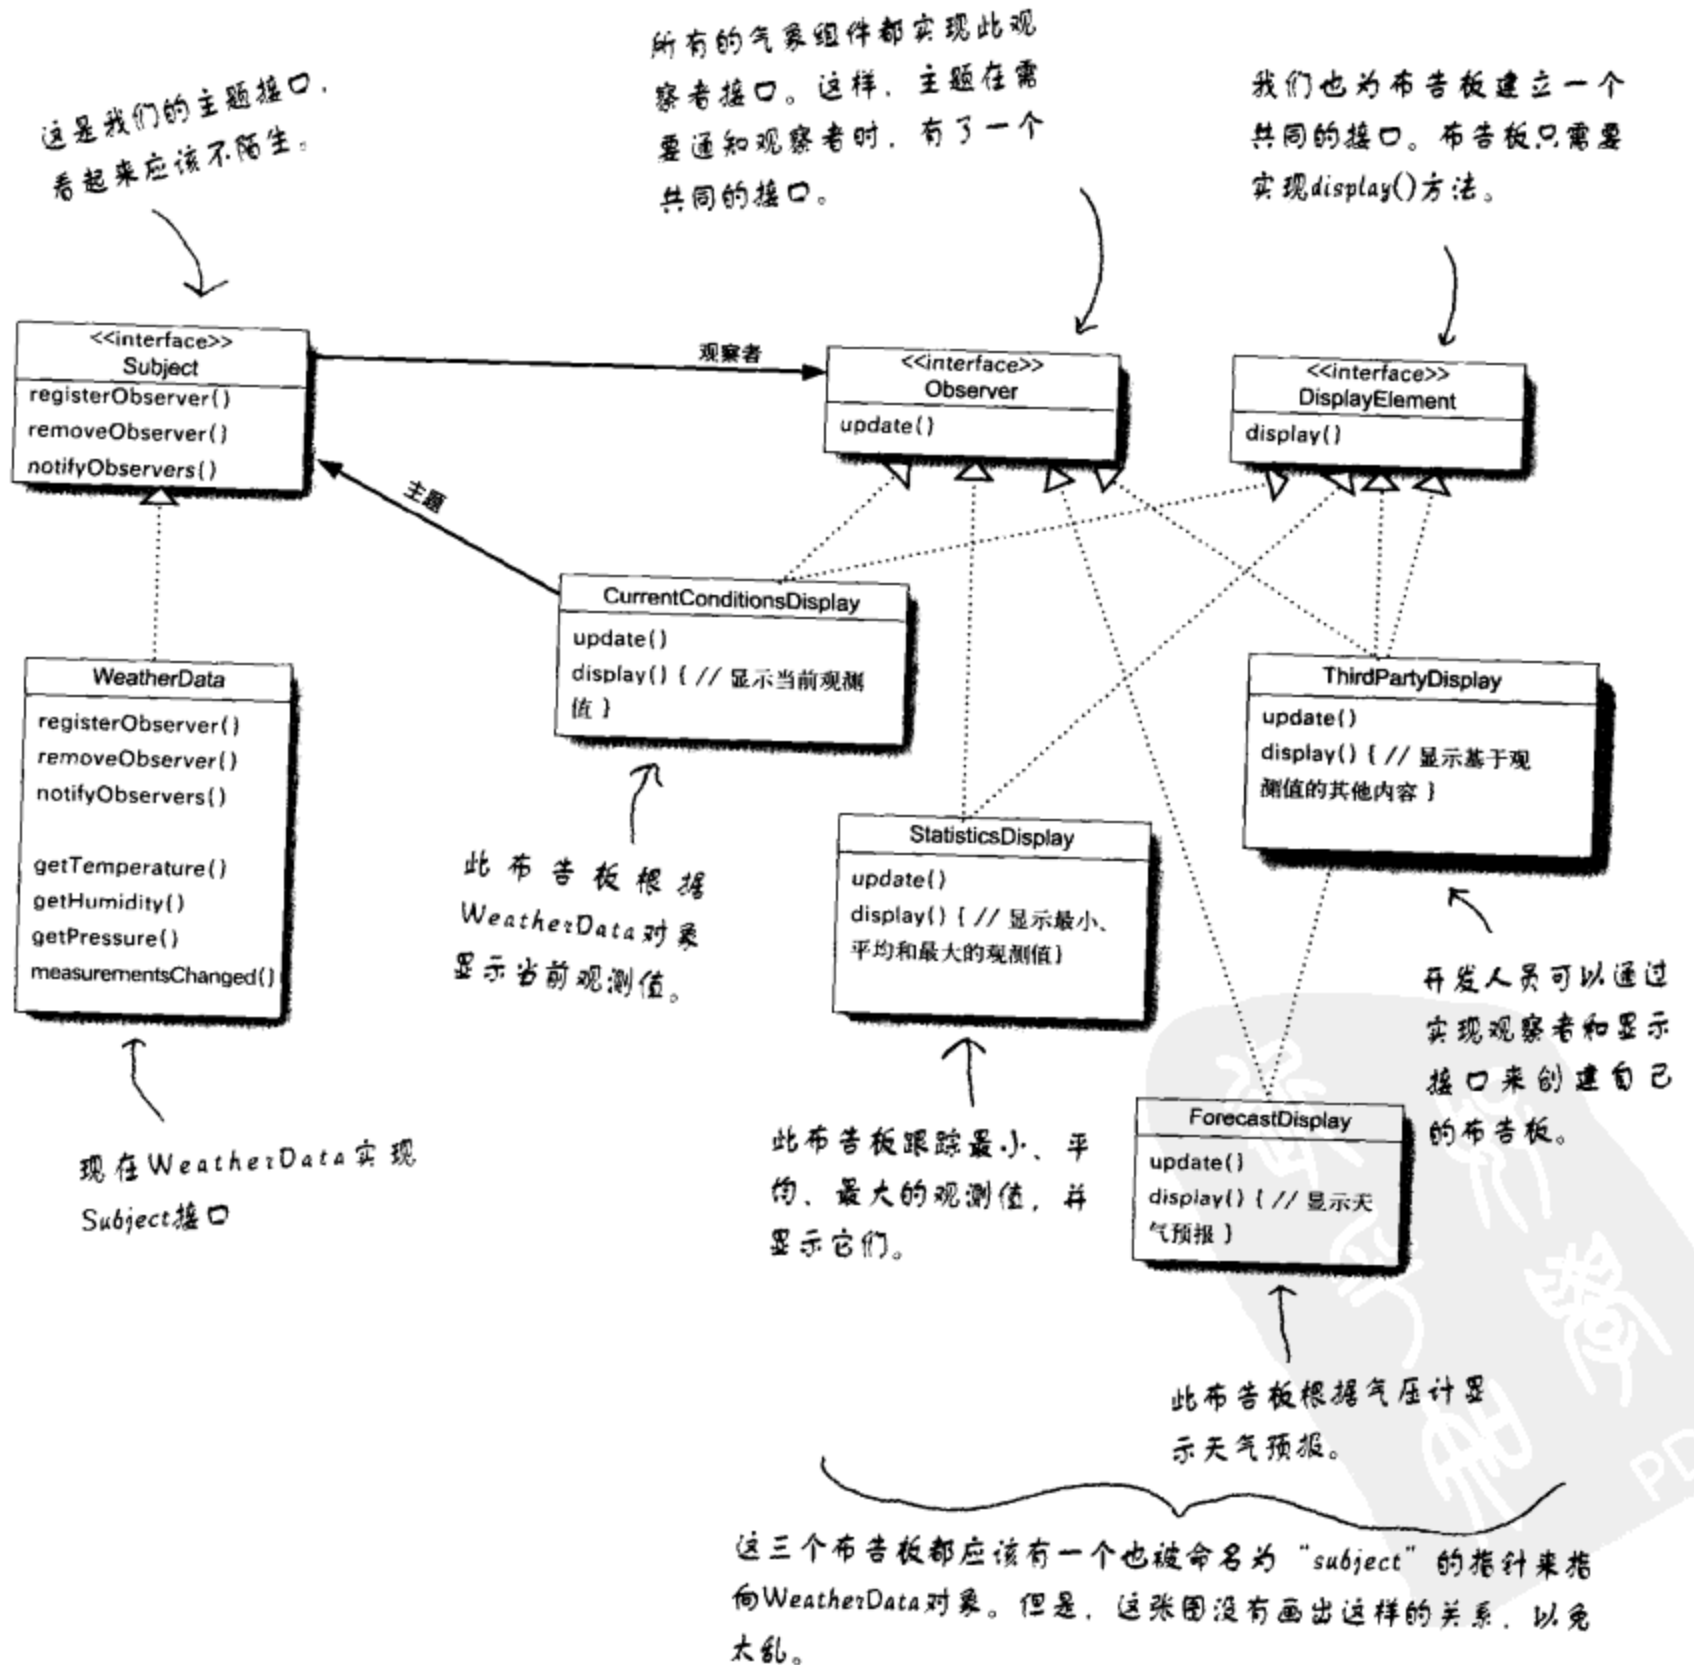 这是我们的主题接口，
看起来应该不陌生。
所有的气象组件都实现此观
察者接口。这样，主题在需
要通知观察者时，有了一个
共同的接口。
我们也为布告板建立一个
共同的接口。布告板只需要
实现display()方法。
<<interface>>
Subject
registerObserver()
removeObserver()
notifyObservers()
观察者
<<interface>>
Observer
update()
<<interface>>
DisplayElement
display()
主题
CurrentConditionsDisplay
update()
display() { // 显示当前观测
值 }
WeatherData
registerObserver()
removeObserver()
notifyObservers()
getTemperature()
getHumidity()
getPressure()
measurementsChanged()
ThirdPartyDisplay
update()
display() { // 显示基于观
测值的其他内容 }
StatisticsDisplay
update()
display() { // 显示最小、
平均和最大的观测值}
此布告板根据
WeatherData对象
显示当前观测值。
开发人员可以通过
实现观察者和显示
接口来创建自己
的布告板。
ForecastDisplay
update()
display() { // 显示天
气预报 }
现在WeatherData实现
Subject接口
此布告板跟踪最小、平
均、最大的观测值，并
显示它们。
此布告板根据气压计显
示天气预报。
这三个布告板都应该有一个也被命名为“subject”的指针来指
向WeatherData对象。但是，这张图没有画出这样的关系，以免
太乱。
PD